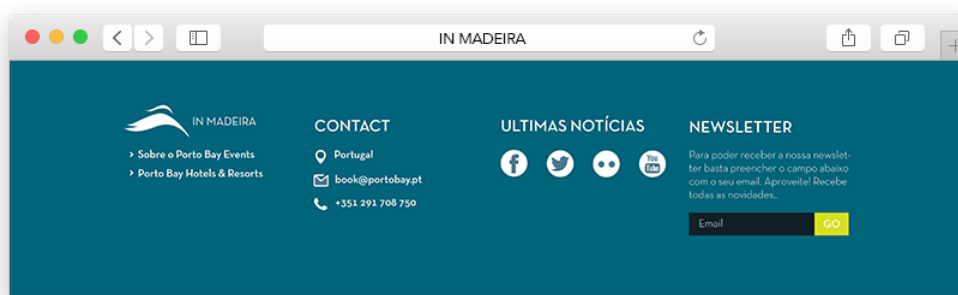 IN MADEIRA
IN MADEIRA
› Sobre o Porto Bay Events
› Porto Bay Hotels & Resorts
CONTACT
Portugal
book@portobay.pt
+351 291 708 750
ULTIMAS NOTÍCIAS
You
Tube
NEWSLETTER
Para poder receber a nossa newslet-
ter basta preencher o campo abaixo
com o seu email. Aproveite! Recebe
todas as novidades..
Email
GO